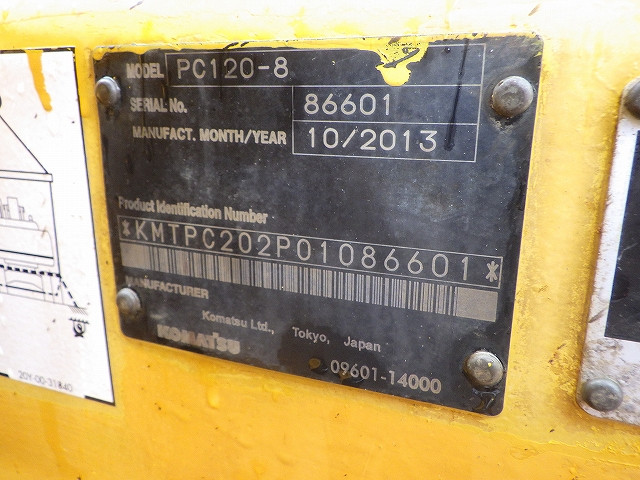 MODEL PC120-8
SERIAL No. 86601
MANUFACT. MONTH/YEAR 10/2013
Product Identification Number
*KMTPC202P01086601*
MANUFACTURER
Komatsu Ltd., Tokyo, Japan
KOMATSU
09601-14000
20Y-00-31840